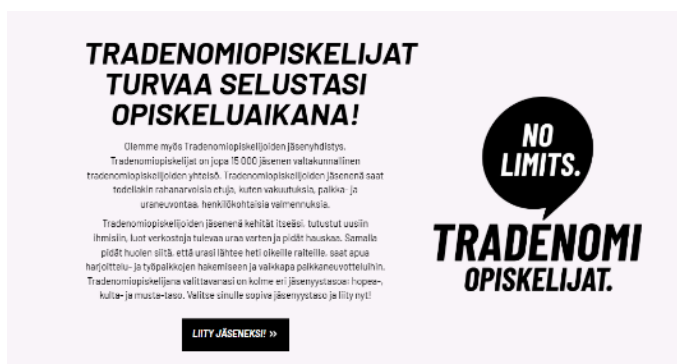 TRADENOMIOPISKELIJAT
TURVAA SELUSTASI
OPISKELUAIKANA!
Olemme myös Tradenomiopiskelijoiden jäsenyhdistys.
Tradenomiopiskelijat on jopa 15 000 jäsenen valtakunnallinen
tradenomiopiskelijoiden yhteisö. Tradenomiopiskelijoiden jäsenenä saat
todellakin rahanarvoisia etuja, kuten vakuutuksia, palkka- ja
uraneuvontaa, henkilökohtaisia valmennuksia.
Tradenomiopiskelijoiden jäsenenä kehität itseäsi, tutustut uusiin
ihmisiin, luot verkostoja tulevaa uraa varten ja pidät hauskaa. Samalla
pidät huolen siitä, että urasi lähtee heti oikeille raiteille, saat apua
harjoittelu- ja työpaikkojen hakemiseen ja vaikkapa palkkaneuvotteluihin.
Tradenomiopiskelijana valittavanasi on kolme eri jäsenyystasoa: hopea-,
kulta- ja musta-taso. Valitse sinulle sopiva jäsenyystaso ja liity nyt!
LIITY JÄSENEKSI! »
NO
LIMITS.
TRADENOMI
OPISKELIJAT.